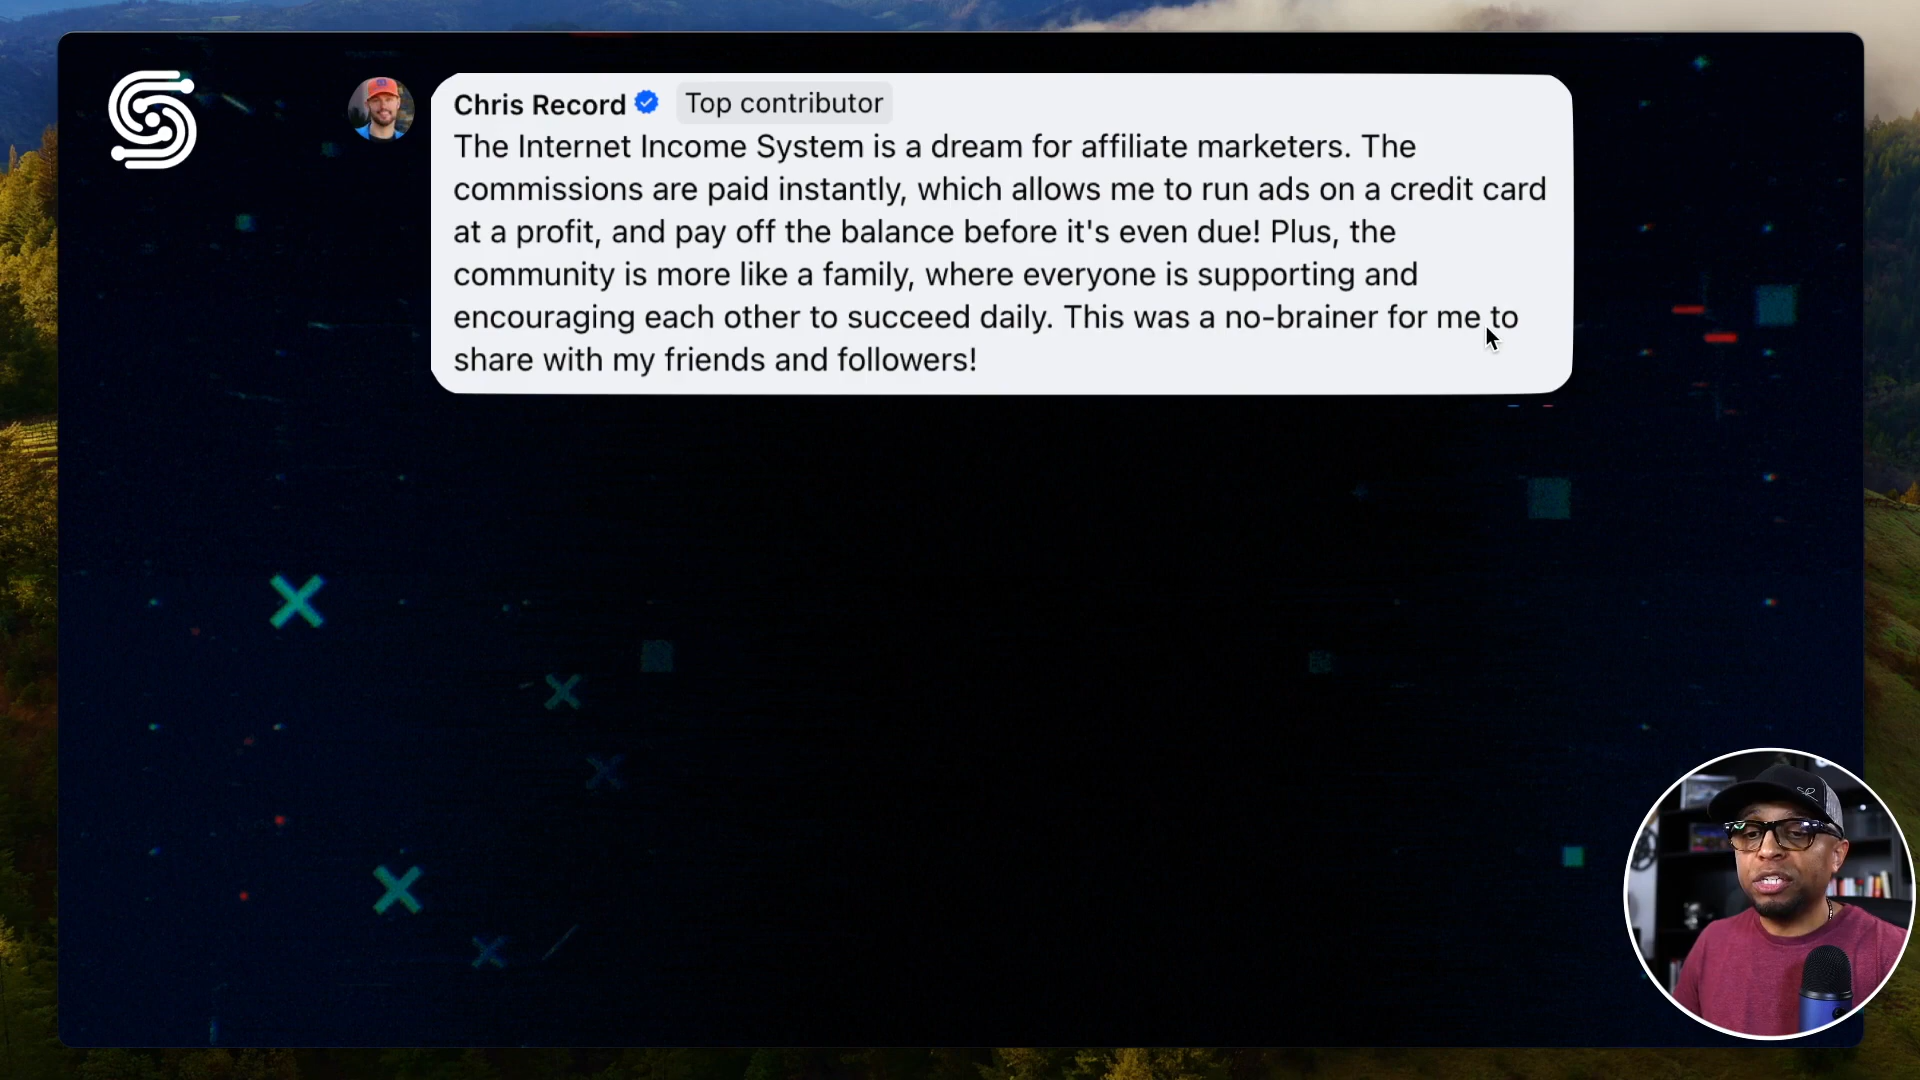 Chris Record Top contributor
The Internet Income System is a dream for affiliate marketers. The
commissions are paid instantly, which allows me to run ads on a credit card
at a profit, and pay off the balance before it's even due! Plus, the
community is more like a family, where everyone is supporting and
encouraging each other to succeed daily. This was a no-brainer for me to
share with my friends and followers!